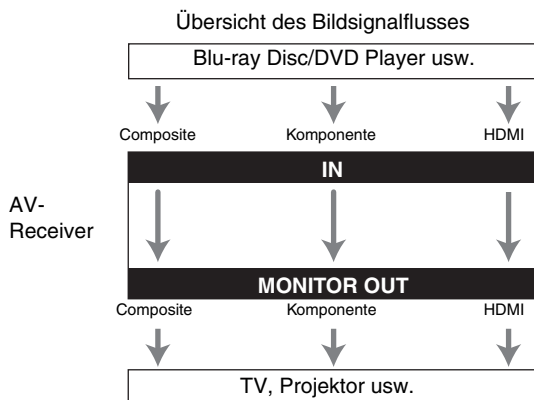 Übersicht des Bildsignalflusses
Blu-ray Disc/DVD Player usw.
Composite Komponente HDMI
IN
AV-
Receiver
MONITOR OUT
Composite Komponente HDMI
TV, Projektor usw.